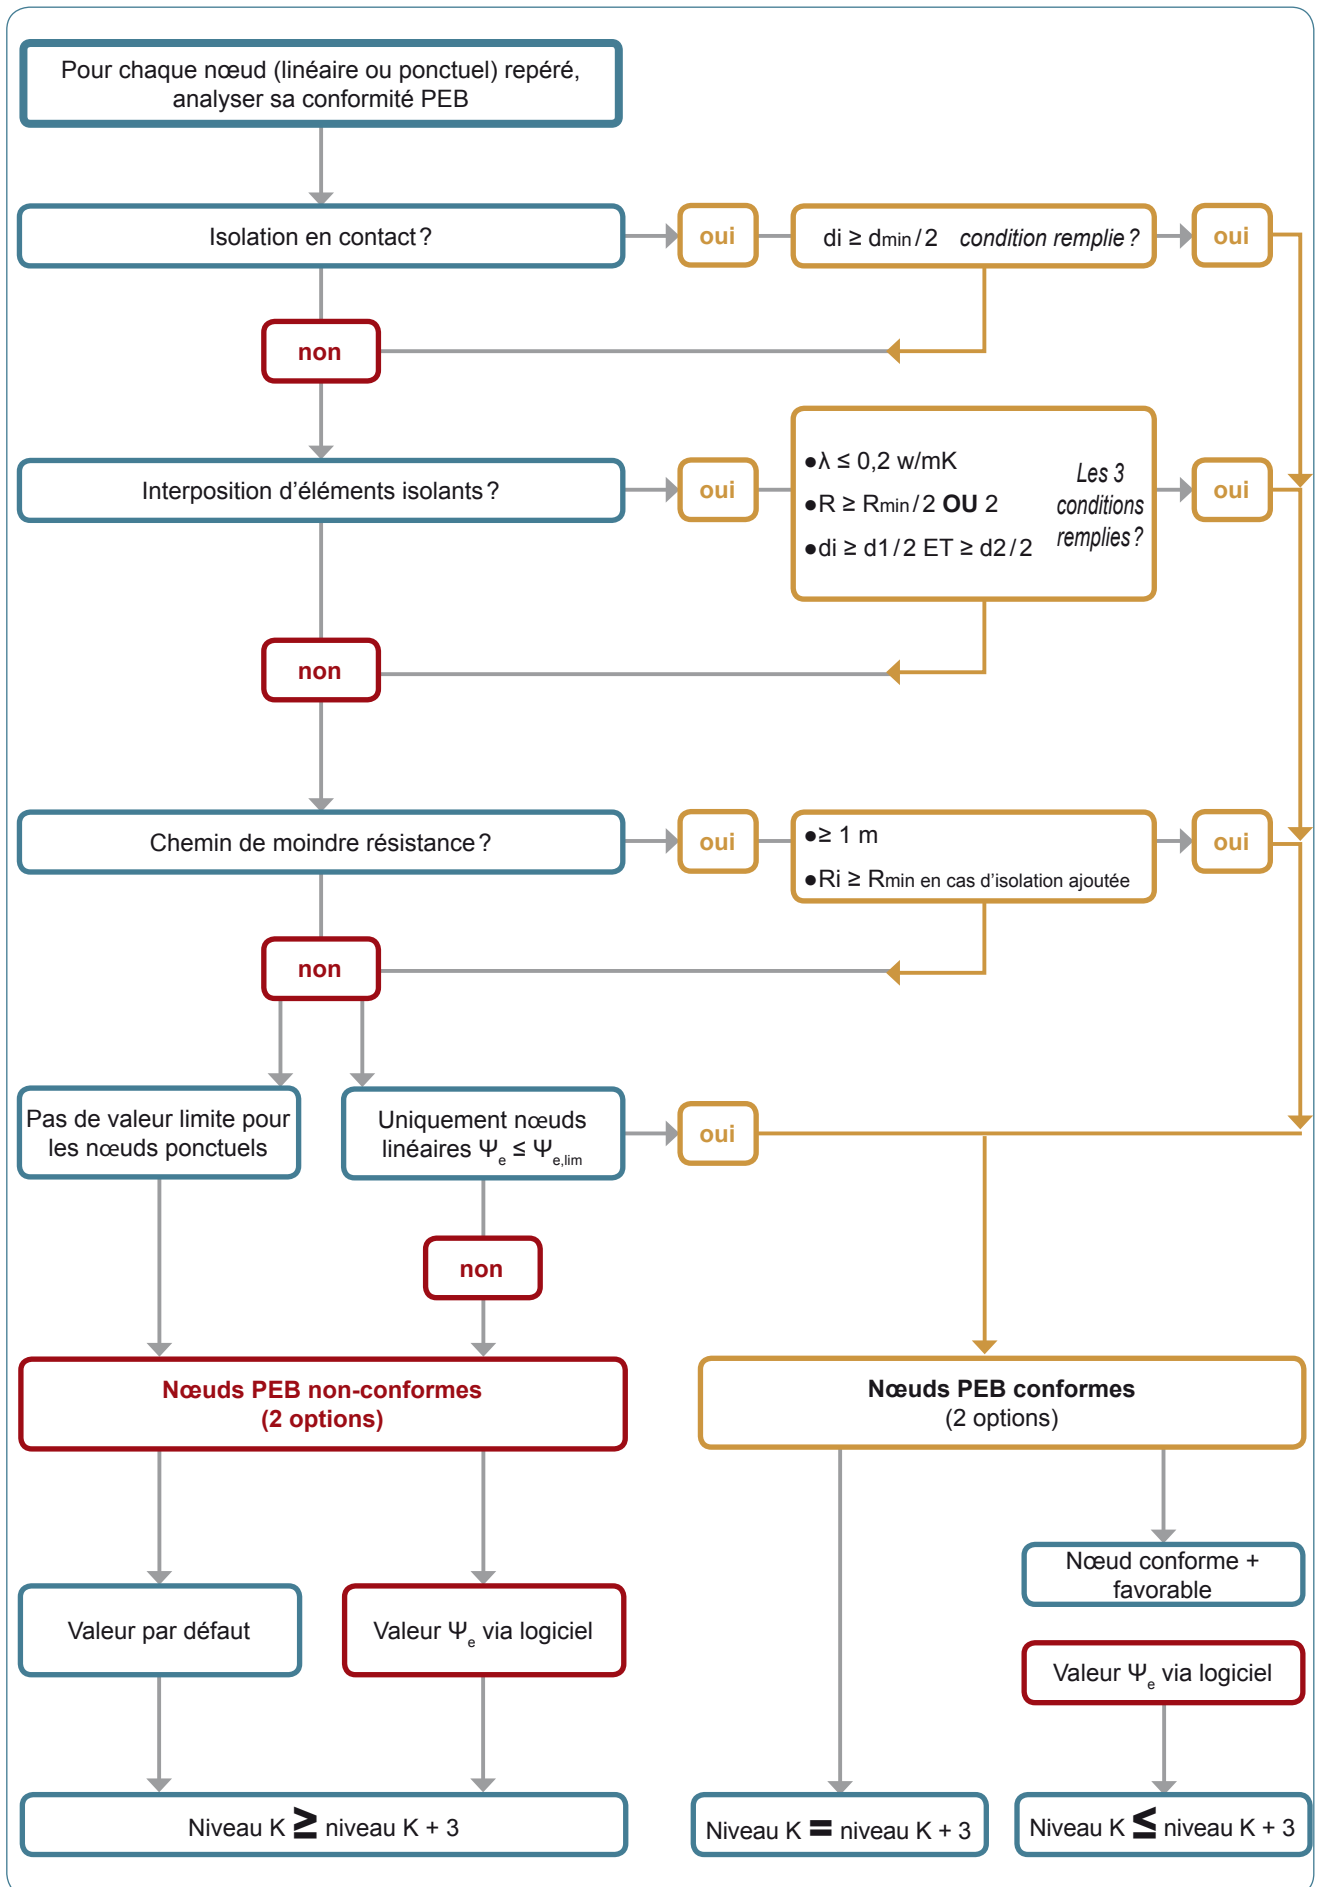 Pour chaque nœud (linéaire ou ponctuel) repéré,
analyser sa conformité PEB
Isolation en contact ?
oui
di ≥ dmin / 2 condition remplie ?
oui
non
Interposition d’éléments isolants ?
oui
●λ ≤ 0,2 w/mK
●R ≥ Rmin / 2 OU 2
●di ≥ d1 / 2 ET ≥ d2 / 2
Les 3
conditions
remplies ?
oui
non
Chemin de moindre résistance ?
oui
●≥ 1 m
●Ri ≥ Rmin en cas d’isolation ajoutée
oui
non
Pas de valeur limite pour
les nœuds ponctuels
Uniquement nœuds
linéaires Ψe ≤ Ψe,lim
oui
non
Nœuds PEB non-conformes
(2 options)
Nœuds PEB conformes
(2 options)
Nœud conforme +
favorable
Valeur par défaut
Valeur Ψe via logiciel
Valeur Ψe via logiciel
Niveau K ≥ niveau K + 3
Niveau K = niveau K + 3
Niveau K ≤ niveau K + 3